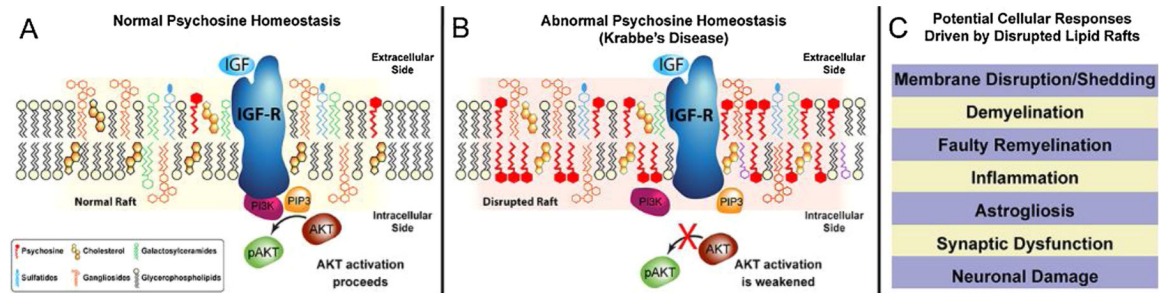 A
Normal Psychosine Homeostasis
IGF
Extracellular
Side
IGF-R
Normal Raft
PI3K
PIP3
Intracellular
Side
AKT
pAKT
AKT activation
proceeds
Psychosine
Cholesterol
Galactosylceramides
Sulfatidos
Gangliosides
Glycerophospholipids
B
Abnormal Psychosine Homeostasis
(Krabbe's Disease)
IGF
Extracellular
Side
IGF-R
Disrupted Raft
PI3K
PIP3
Intracellular
Side
X
AKT
pAKT
AKT activation
is weakened
C
Potential Cellular Responses
Driven by Disrupted Lipid Rafts
Membrane Disruption/Shedding
Demyelination
Faulty Remyelination
Inflammation
Astrogliosis
Synaptic Dysfunction
Neuronal Damage